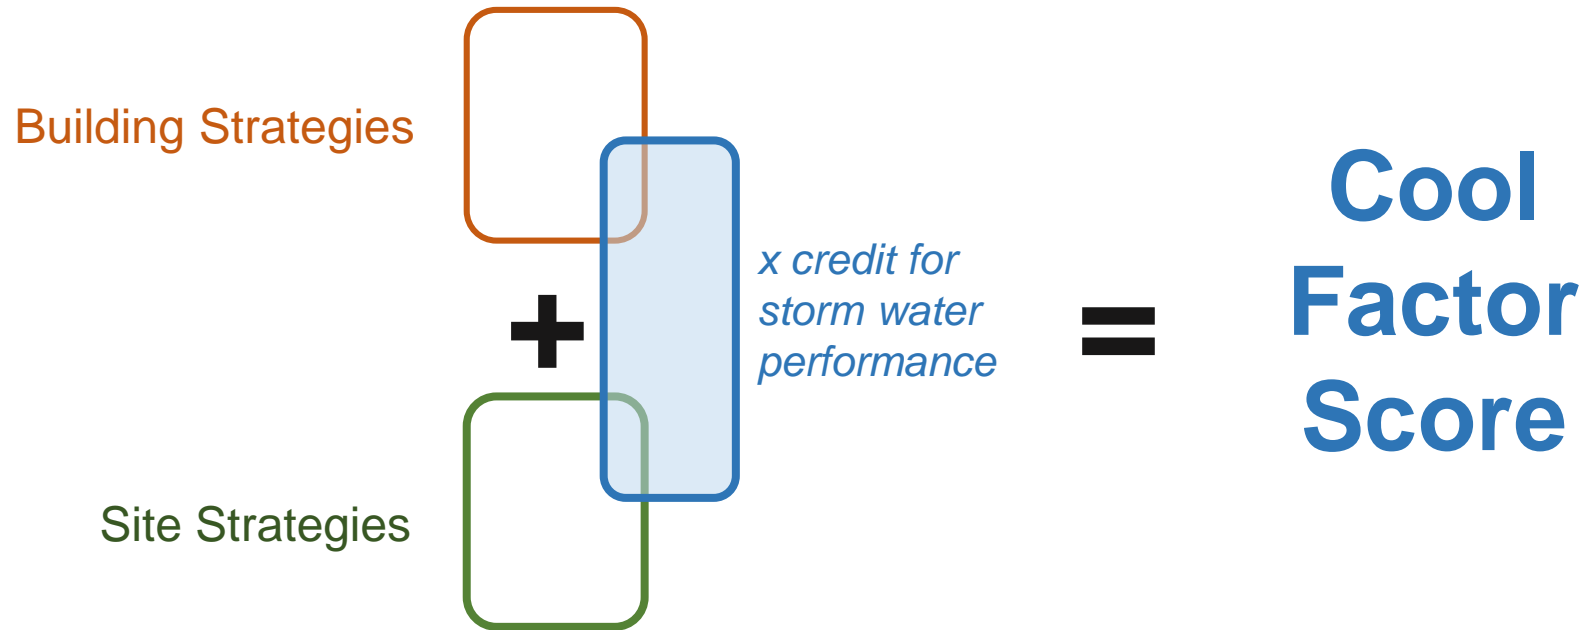 Building Strategies
+
Site Strategies
x credit for
storm water
performance
=
Cool
Factor
Score